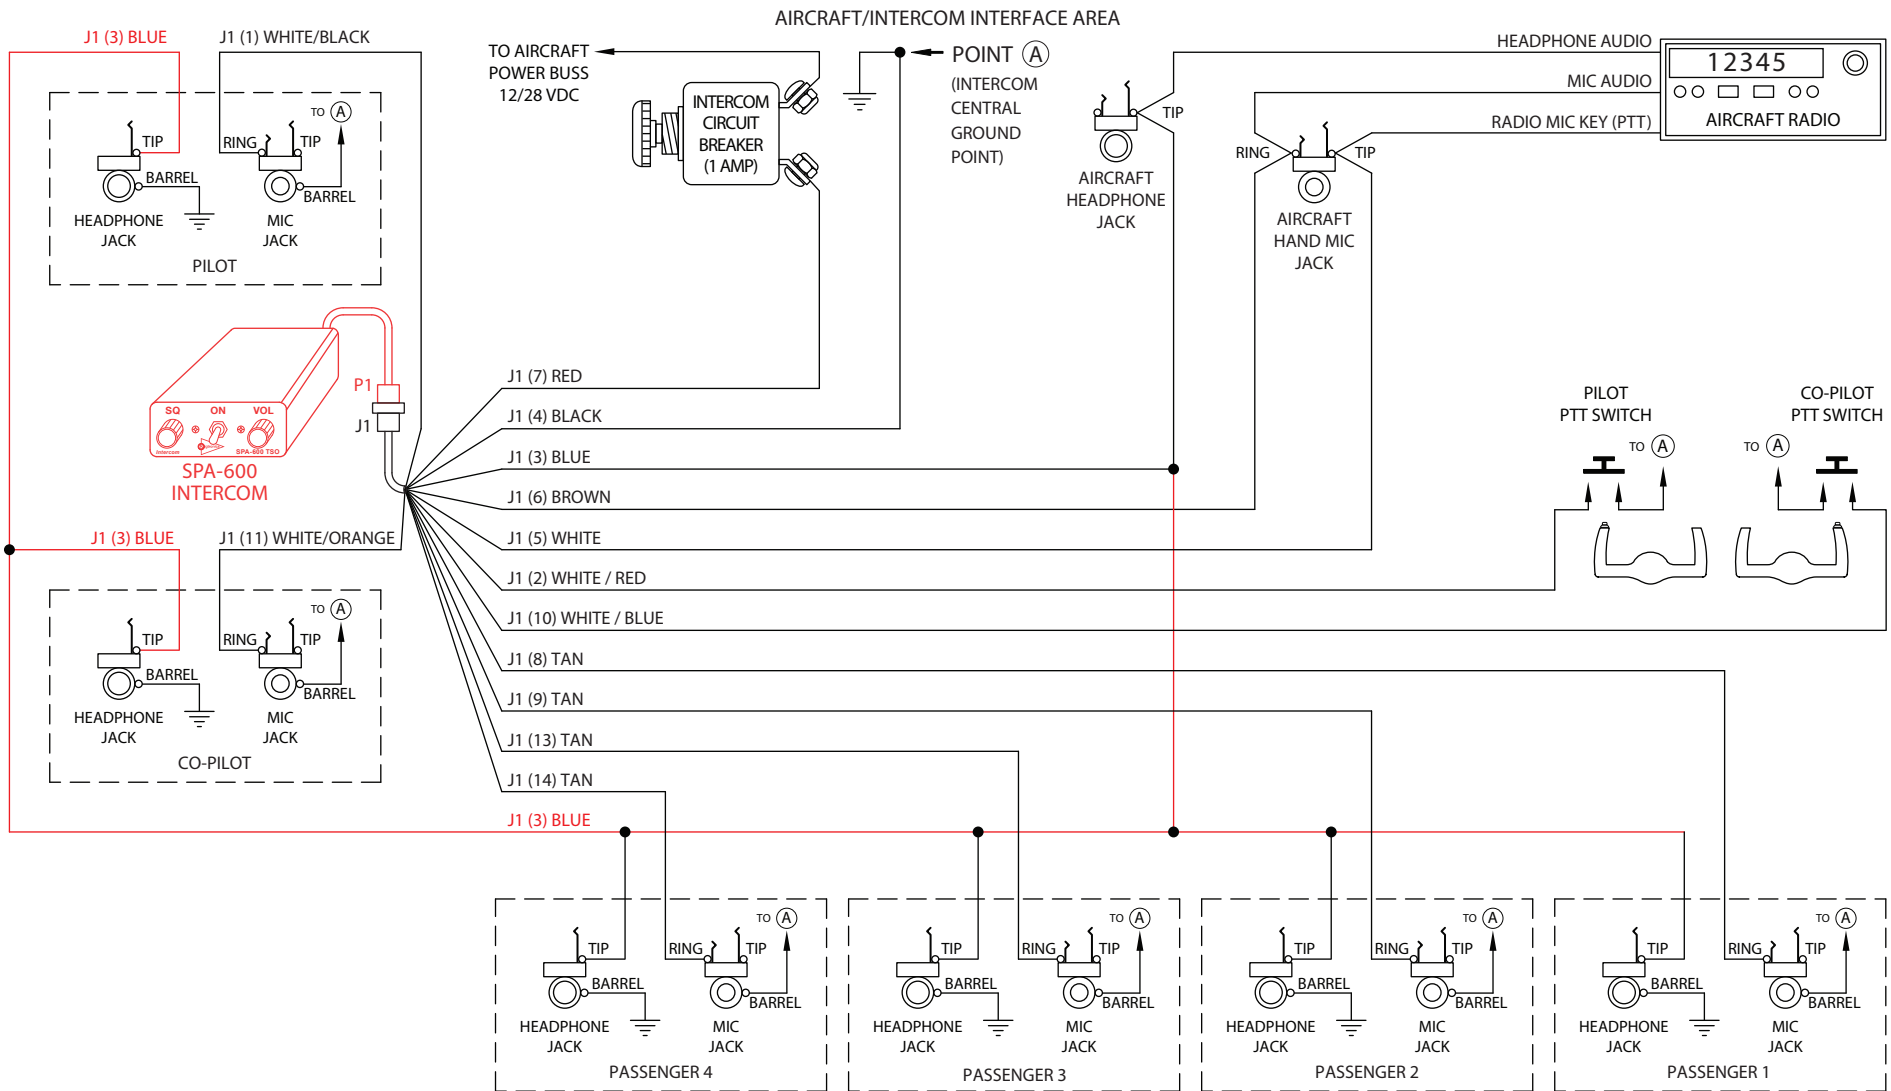 AIRCRAFT/INTERCOM INTERFACE AREA
J1 (3) BLUE
J1 (1) WHITE/BLACK
TO A
TIP
RING
TIP
BARREL
BARREL
HEADPHONE
JACK
MIC
JACK
PILOT
TO AIRCRAFT
POWER BUSS
12/28 VDC
INTERCOM
CIRCUIT
BREAKER
(1 AMP)
POINT A
(INTERCOM
CENTRAL
GROUND
POINT)
TIP
AIRCRAFT
HEADPHONE
JACK
HEADPHONE AUDIO
MIC AUDIO
RADIO MIC KEY (PTT)
12345
AIRCRAFT RADIO
RING
TIP
AIRCRAFT
HAND MIC
JACK
P1
J1
SQ ON VOL
Intercom
SPA-600 TSO
SPA-600
INTERCOM
J1 (7) RED
J1 (4) BLACK
J1 (3) BLUE
J1 (6) BROWN
J1 (5) WHITE
J1 (2) WHITE / RED
J1 (10) WHITE / BLUE
J1 (8) TAN
J1 (9) TAN
J1 (13) TAN
J1 (14) TAN
J1 (3) BLUE
PILOT
PTT SWITCH
TO A
CO-PILOT
PTT SWITCH
TO A
J1 (3) BLUE
J1 (11) WHITE/ORANGE
TO A
TIP
RING
TIP
BARREL
BARREL
HEADPHONE
JACK
MIC
JACK
CO-PILOT
TO A
TIP
RING
TIP
BARREL
BARREL
HEADPHONE
JACK
MIC
JACK
PASSENGER 4
TO A
TIP
RING
TIP
BARREL
BARREL
HEADPHONE
JACK
MIC
JACK
PASSENGER 3
TO A
TIP
RING
TIP
BARREL
BARREL
HEADPHONE
JACK
MIC
JACK
PASSENGER 2
TO A
TIP
RING
TIP
BARREL
BARREL
HEADPHONE
JACK
MIC
JACK
PASSENGER 1